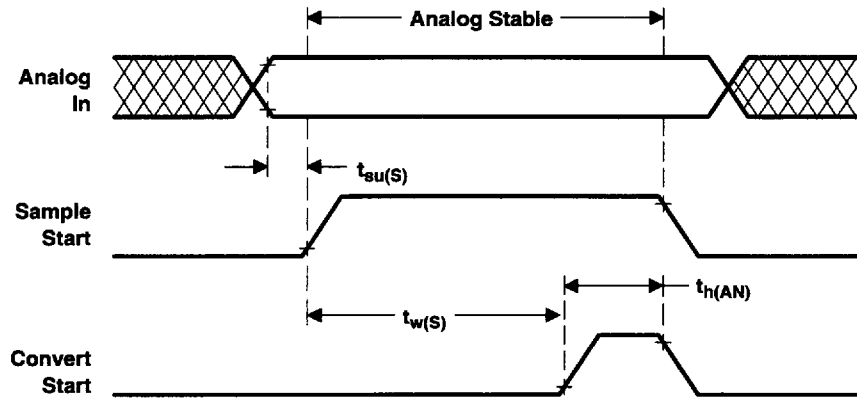 Analog Stable
Analog
In
t_su(S)
Sample
Start
t_h(AN)
t_w(S)
Convert
Start